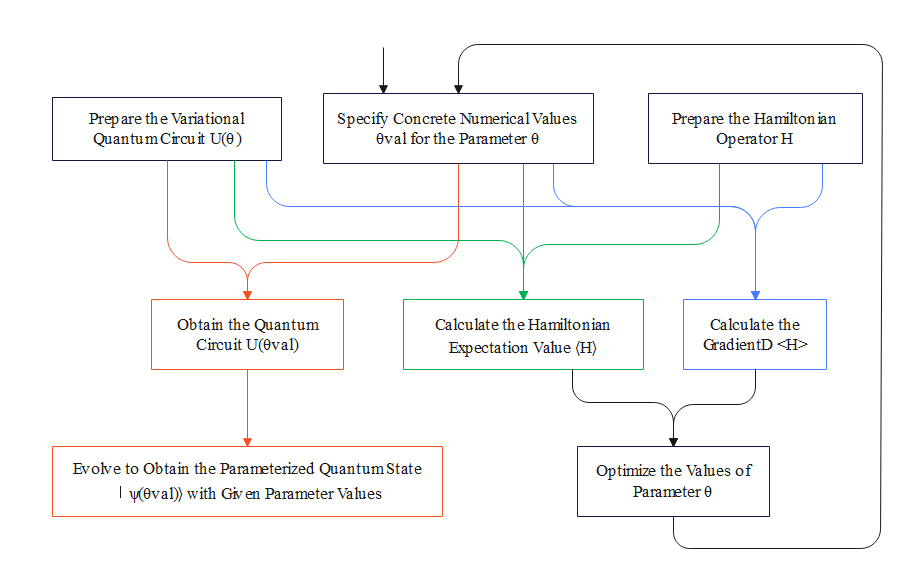 Prepare the Variational
Quantum Circuit U(θ)
Specify Concrete Numerical Values
θval for the Parameter θ
Prepare the Hamiltonian
Operator H
Obtain the Quantum
Circuit U(θval)
Calculate the Hamiltonian
Expectation Value ⟨H⟩
Calculate the
GradientD <H>
Evolve to Obtain the Parameterized Quantum State
| ψ(θval)⟩ with Given Parameter Values
Optimize the Values of
Parameter θ